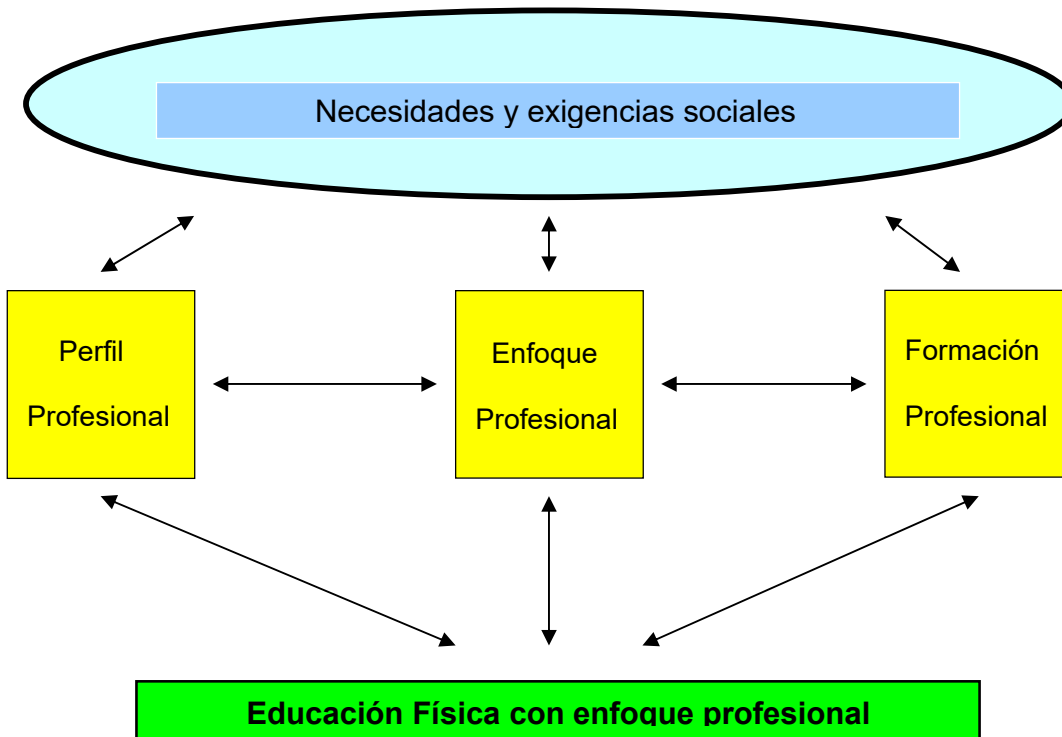 Necesidades y exigencias sociales
Perfil
Profesional
Enfoque
Profesional
Formación
Profesional
Educación Física con enfoque profesional